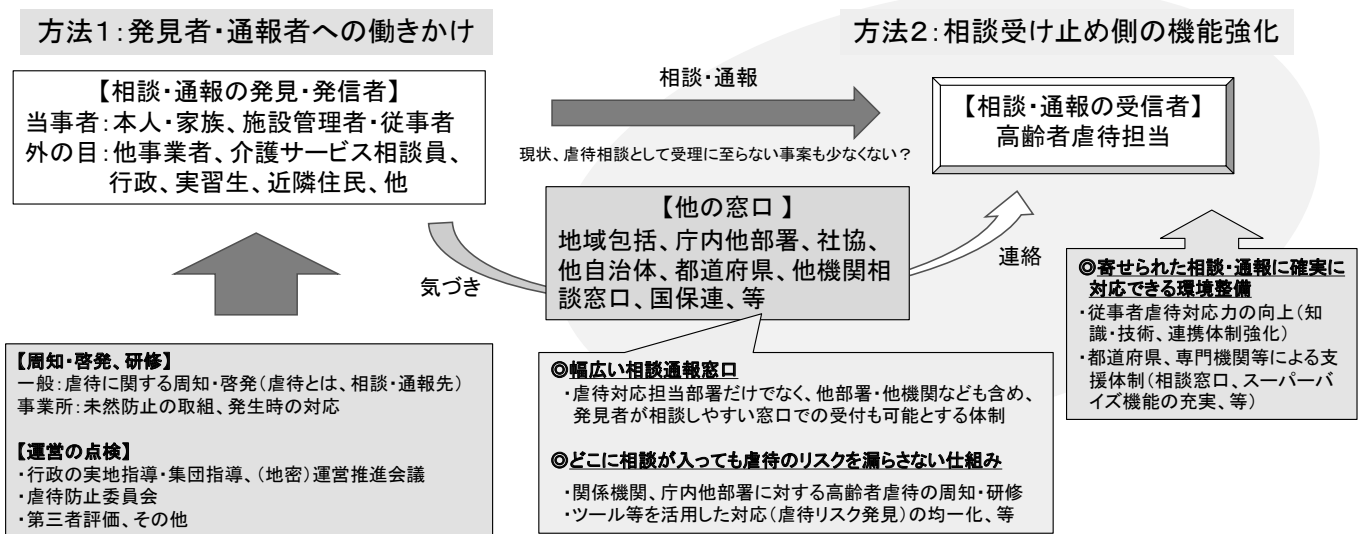 方法1:発見者・通報者への働きかけ
方法2:相談受け止め側の機能強化
【相談・通報の発見・発信者】
当事者:本人・家族、施設管理者・従事者
外の目:他事業者、介護サービス相談員、
行政、実習生、近隣住民、他
相談・通報
現状、虐待相談として受理に至らない事案も少なくない?
【相談・通報の受信者】
高齢者虐待担当
気づき
【他の窓口 】
地域包括、庁内他部署、社協、
他自治体、都道府県、他機関相
談窓口、国保連、等
連絡
【周知・啓発、研修】
一般:虐待に関する周知・啓発(虐待とは、相談・通報先)
事業所:未然防止の取組、発生時の対応
【運営の点検】
・行政の実地指導・集団指導、(地密)運営推進会議
・虐待防止委員会
・第三者評価、その他
◎幅広い相談通報窓口
・虐待対応担当部署だけでなく、他部署・他機関なども含め、
発見者が相談しやすい窓口での受付も可能とする体制
◎どこに相談が入っても虐待のリスクを漏らさない仕組み
・関係機関、庁内他部署に対する高齢者虐待の周知・研修
・ツール等を活用した対応(虐待リスク発見)の均一化、等
◎寄せられた相談・通報に確実に
対応できる環境整備
・従事者虐待対応力の向上(知
識・技術、連携体制強化)
・都道府県、専門機関等による支
援体制(相談窓口、スーパーバ
イズ機能の充実、等)